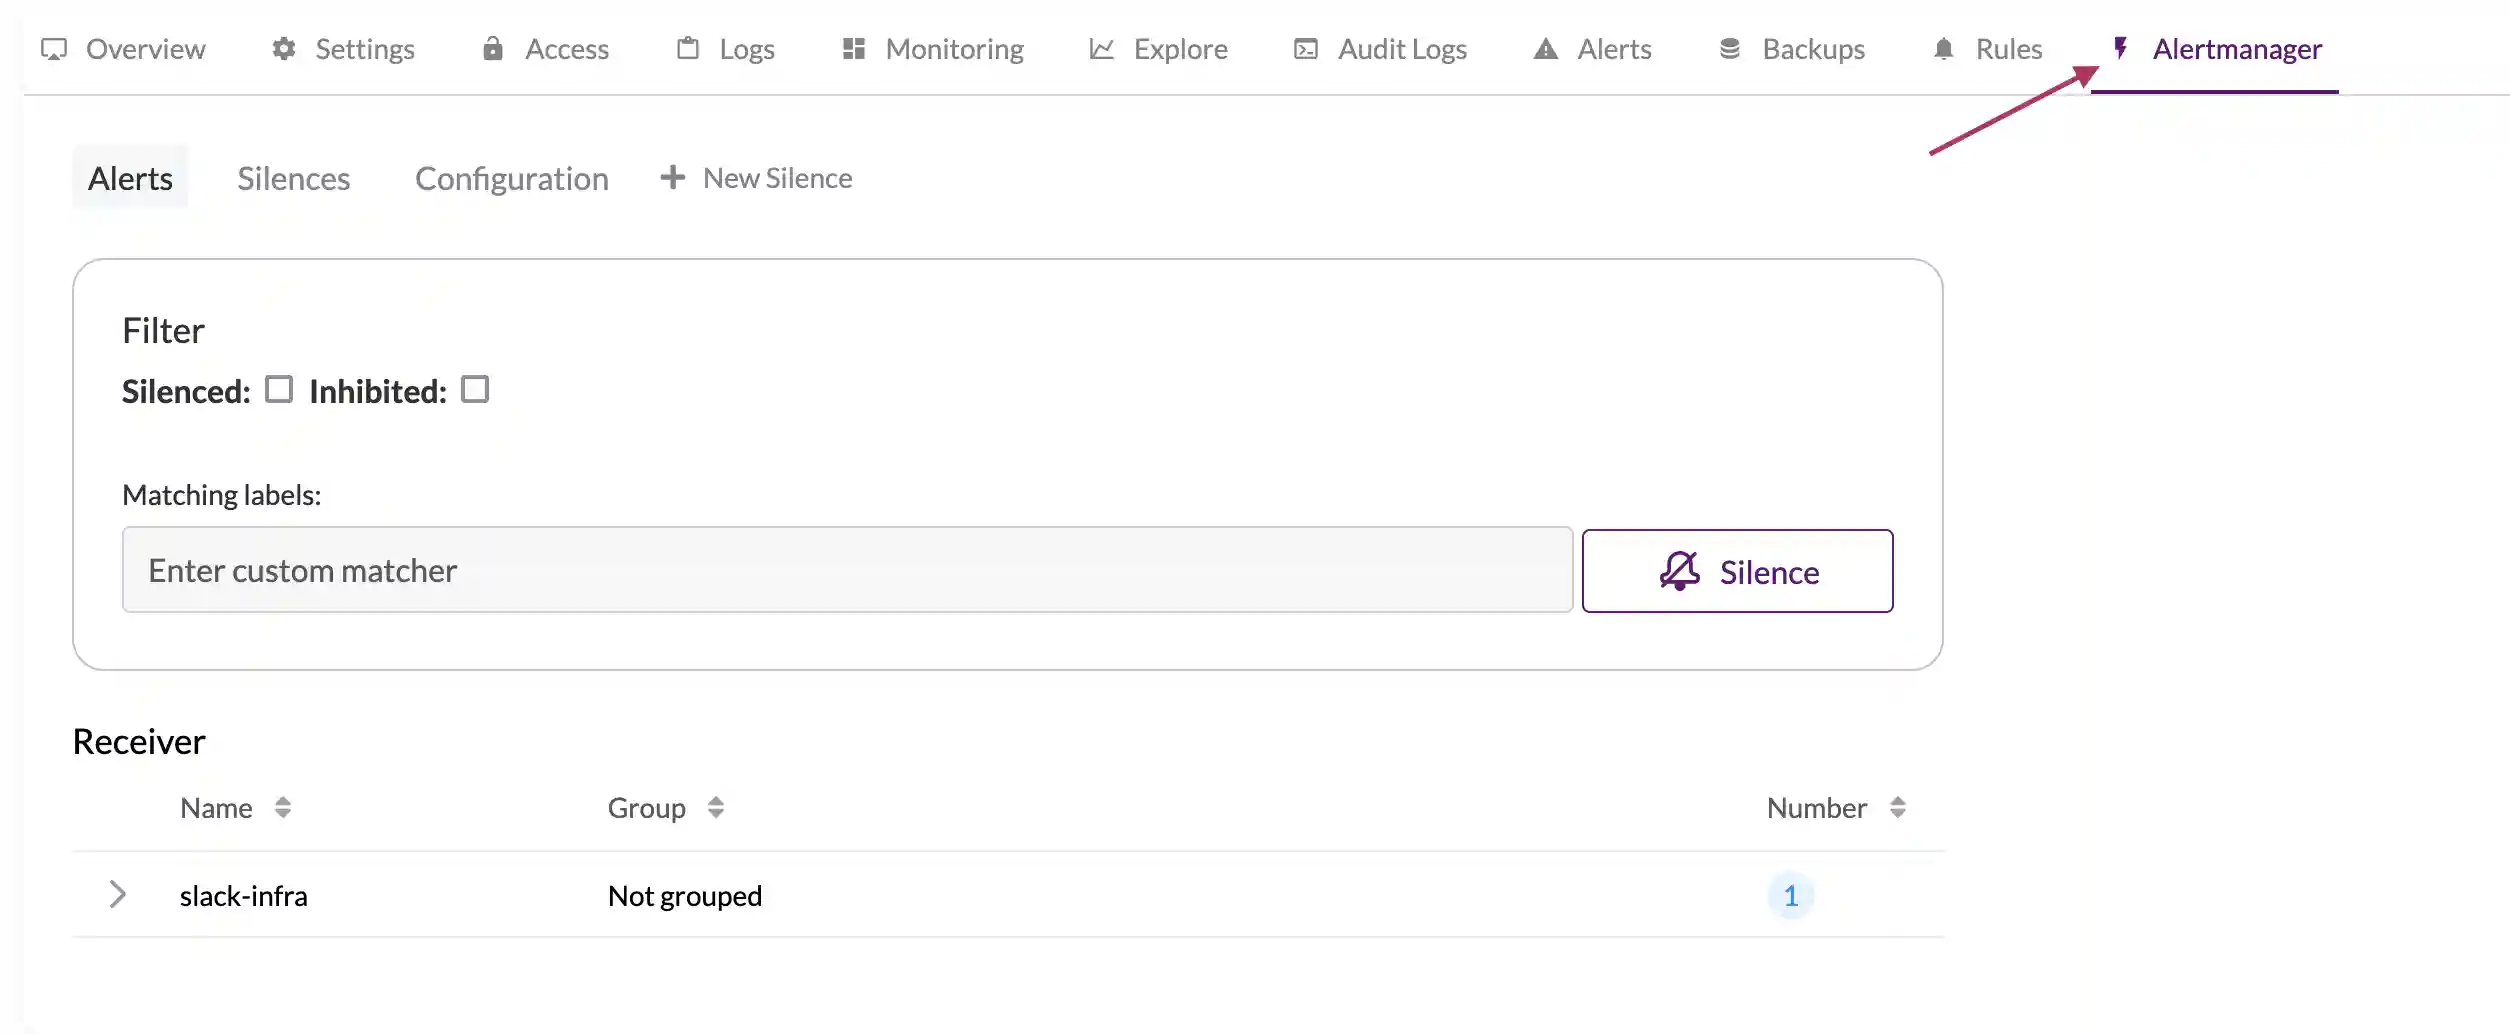 Overview Settings Access Logs Monitoring Explore Audit Logs Alerts Backups Rules Alertmanager
Alerts Silences Configuration + New Silence
Filter
Silenced: Inhibited:
Matching labels:
Enter custom matcher Silence
Receiver
Name Group Number
slack-infra Not grouped 1